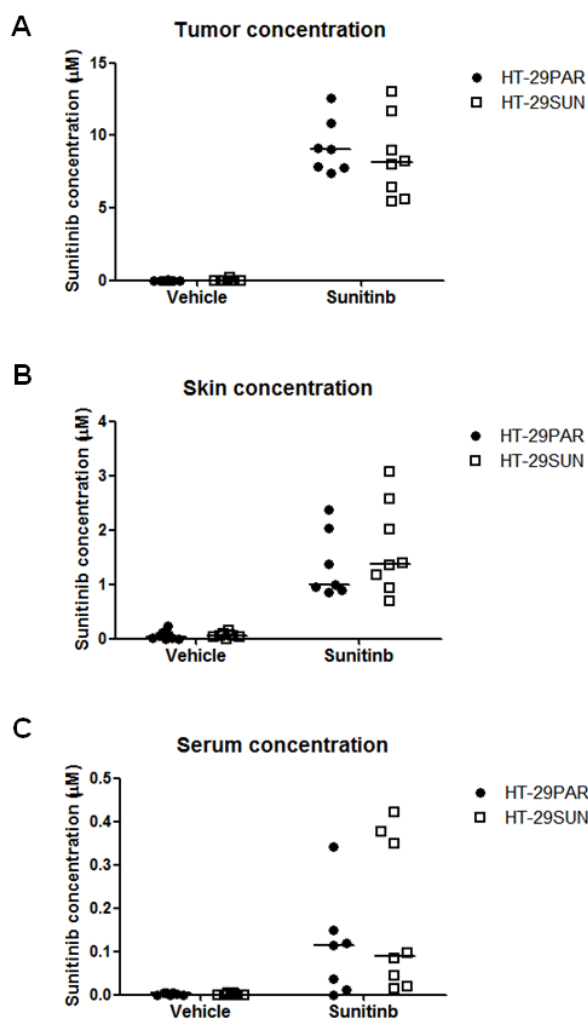 A
Tumor concentration
Sunitinib concentration (µM)
15
10
5
0
Vehicle
Sunitinb
HT-29PAR
HT-29SUN
B
Skin concentration
Sunitinib concentration (µM)
4
3
2
1
0
Vehicle
Sunitinb
HT-29PAR
HT-29SUN
C
Serum concentration
Sunitinib concentration (µM)
0.5
0.4
0.3
0.2
0.1
0.0
Vehicle
Sunitinb
HT-29PAR
HT-29SUN